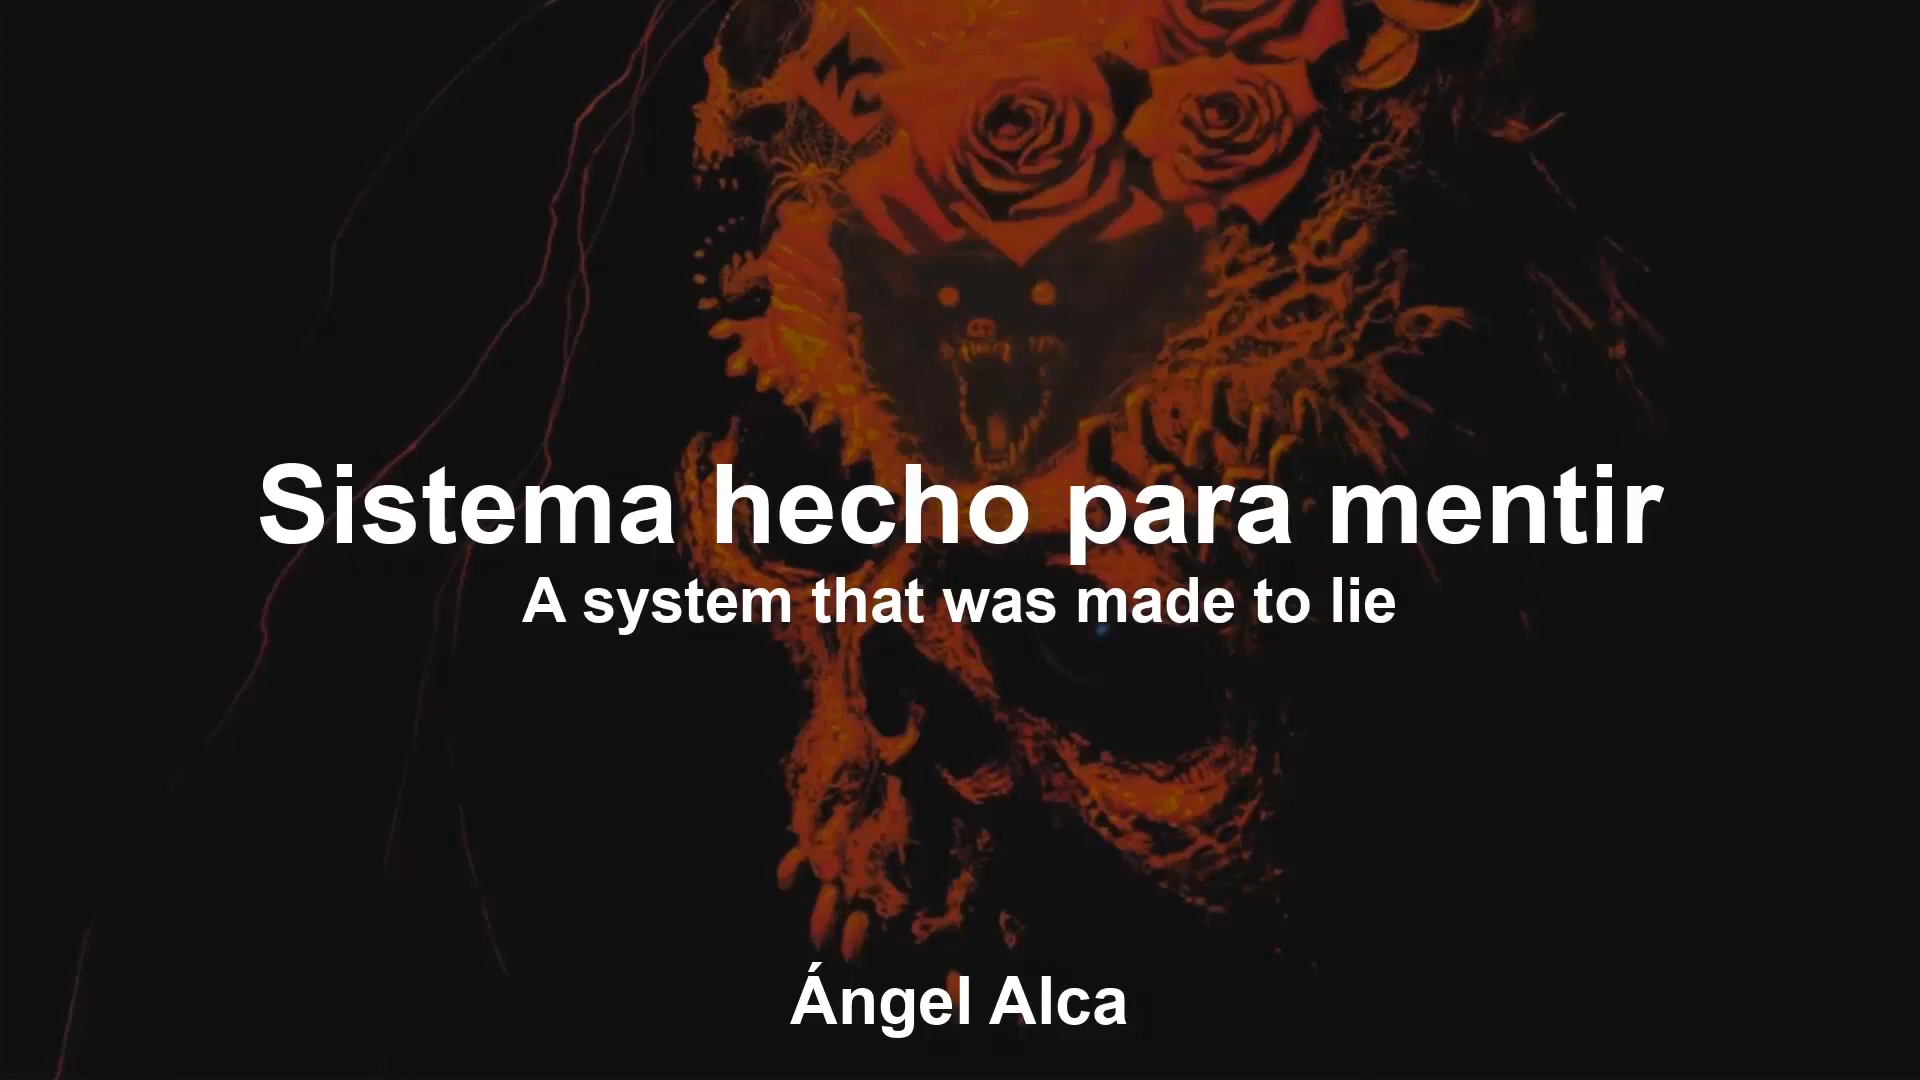 Sistema hecho para mentir
A system that was made to lie
Ángel Alca